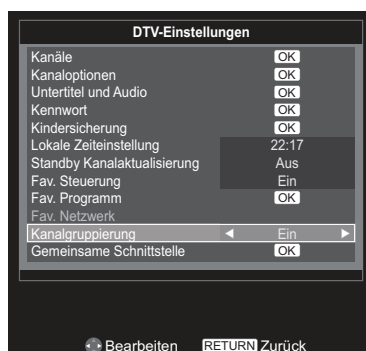 DTV-Einstellungen
Kanäle OK
Kanaloptionen OK
Untertitel und Audio OK
Kennwort OK
Kindersicherung OK
Lokale Zeiteinstellung 22:17
Standby Kanalaktualisierung Aus
Fav. Steuerung Ein
Fav. Programm OK
Fav. Netzwerk
Kanalgruppierung Ein
Gemeinsame Schnittstelle OK
Bearbeiten RETURN Zurück